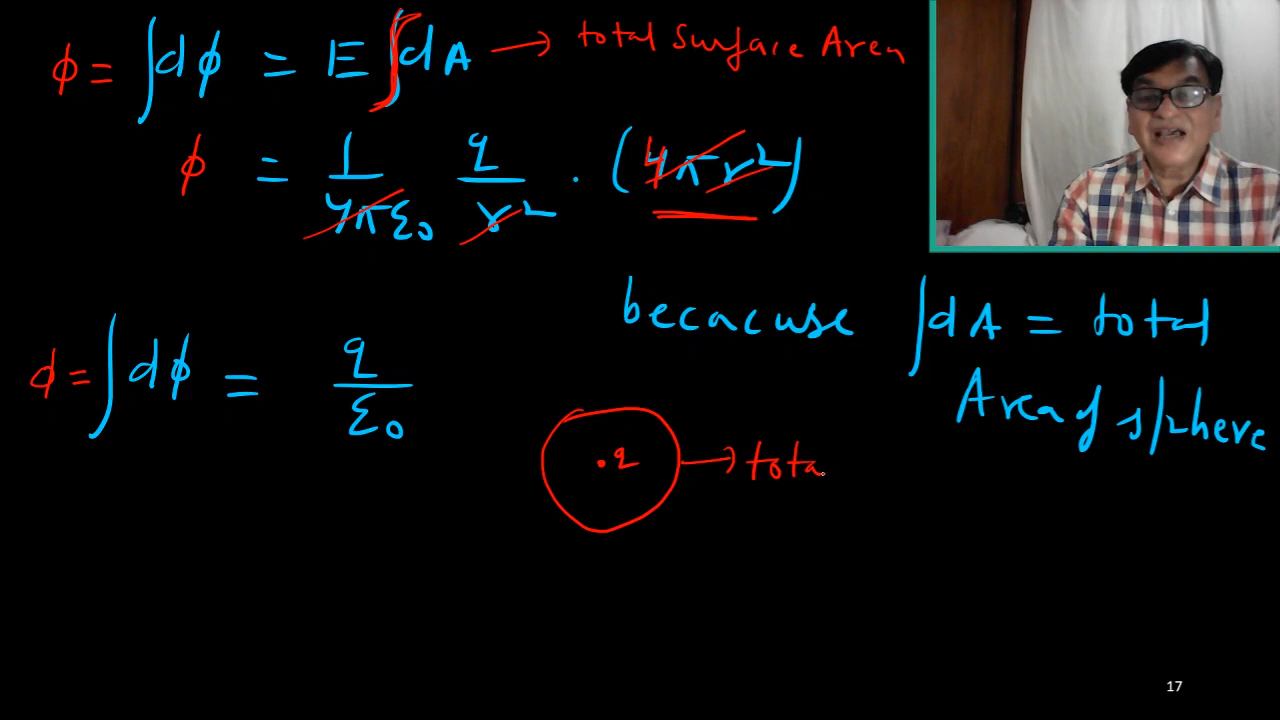 ϕ = ∫dϕ = E ∫dA → total Surface Area
ϕ = 1/4πε₀ q/r² · (4πr²)
becacuse ∫dA = total
Area of sphere
ϕ = ∫dϕ = q/ε₀
.q → tota
17